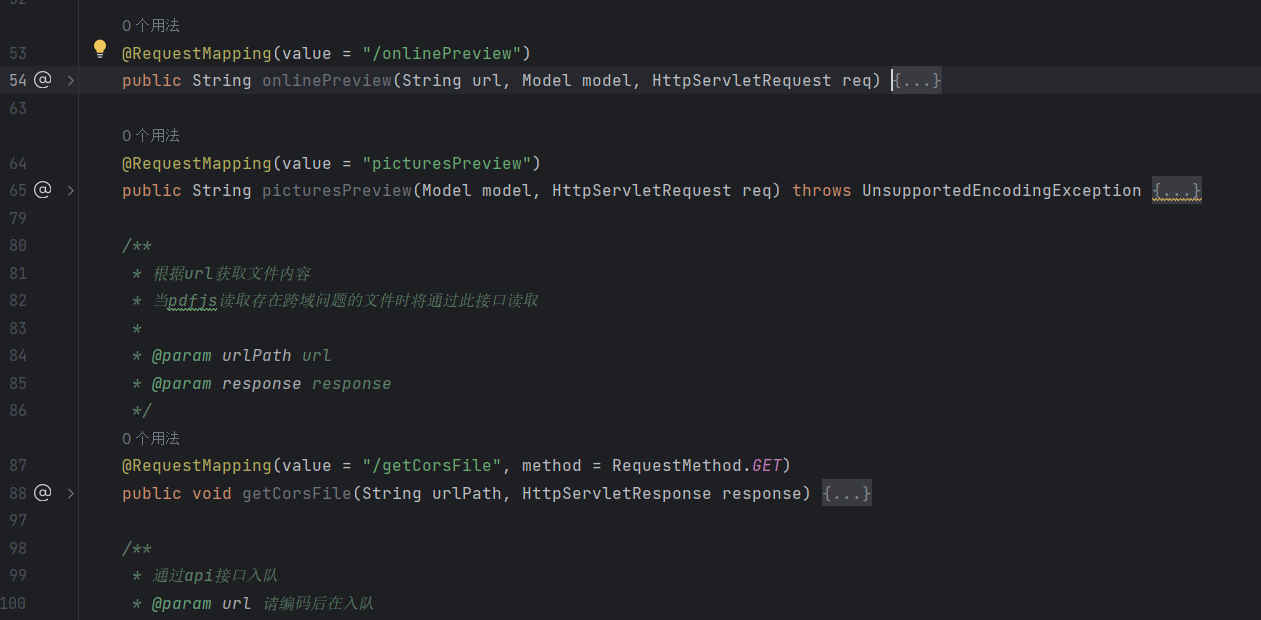 52
0 个用法
53 @RequestMapping(value = "/onlinePreview")
54 @ > public String onlinePreview(String url, Model model, HttpServletRequest req) {...}
63
0 个用法
64 @RequestMapping(value = "picturesPreview")
65 @ > public String picturesPreview(Model model, HttpServletRequest req) throws UnsupportedEncodingException {...}
79
80 /**
81 * 根据url获取文件内容
82 * 当pdfjs读取存在跨域问题的文件时将通过此接口读取
83 *
84 * @param urlPath url
85 * @param response response
86 */
0 个用法
87 @RequestMapping(value = "/getCorsFile", method = RequestMethod.GET)
88 @ > public void getCorsFile(String urlPath, HttpServletResponse response) {...}
97
98 /**
99 * 通过api接口入队
100 * @param url 请编码后在入队